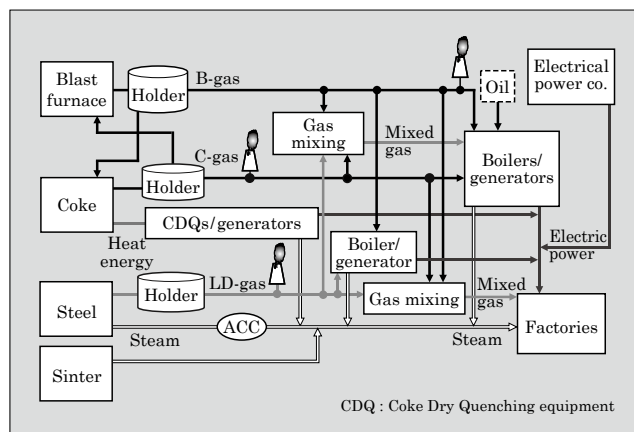 Blast
furnace
Holder
B-gas
Oil
Electrical
power co.
Gas
mixing
Mixed
gas
C-gas
Holder
Boilers/
generators
Coke
CDQs/generators
Heat
energy
Boiler/
generator
Electric
power
LD-gas
Holder
Steel
Gas mixing
Mixed
gas
Factories
Steam
ACC
Steam
Sinter
CDQ : Coke Dry Quenching equipment